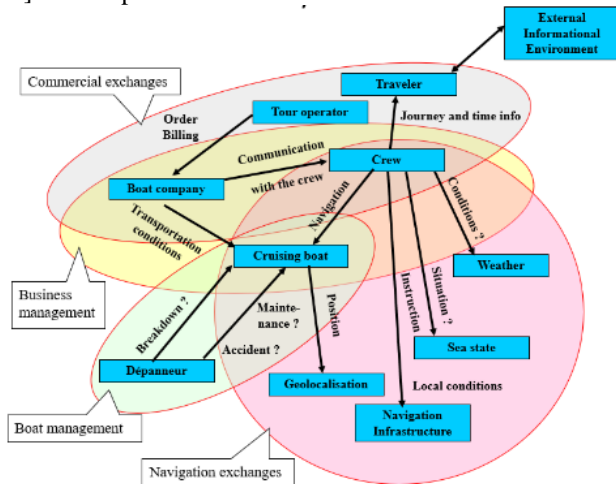 External
Informational
Environment
Commercial exchanges
Traveler
Tour operator
Order
Billing
Journey and time info
Communication
with the crew
Crew
Boat company
Navigation
Conditions ?
Transportation
conditions
Cruising boat
Weather
Business
management
Breakdown ?
Mainte-
nance ?
Accident ?
Position
Instruction
Situation ?
Sea state
Dépanneur
Geolocalisation
Local conditions
Navigation
Infrastructure
Boat management
Navigation exchanges